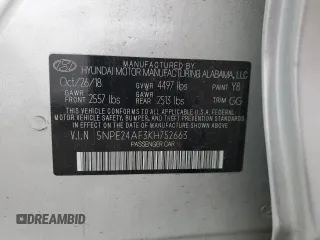 MANUFACTURED BY
HYUNDAI MOTOR MANUFACTURING ALABAMA, LLC
Oct/26/18 GVWR 4497 lbs PAINT Y8
GAWR FRONT 2557 lbs GAWR REAR 2513 lbs TRIM GG
THIS VEHICLE CONFORMS TO ALL APPLICABLE U.S.A. FEDERAL
MOTOR VEHICLE SAFETY, BUMPER, AND THEFT PREVENTION
STANDARDS IN EFFECT ON THE DATE OF MANUFACTURE SHOWN ABOVE.
V.I.N 5NPE24AF3KH752663
PASSENGER CAR
DREAMBID